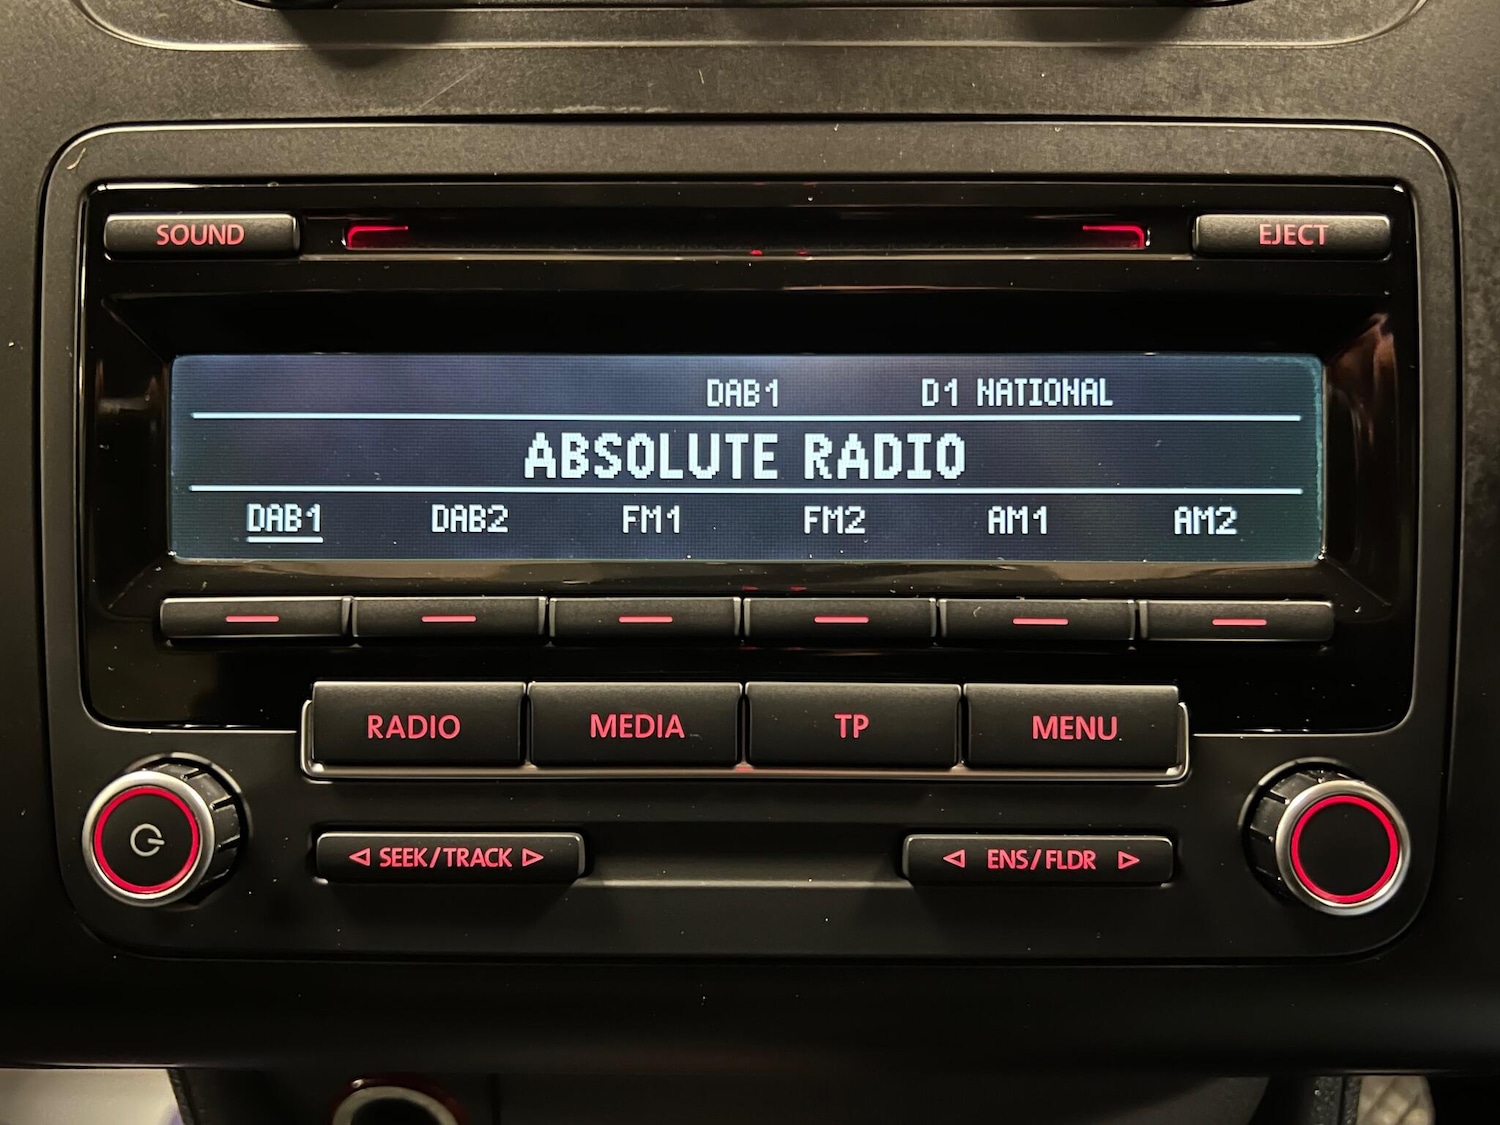 SOUND EJECT
DAB1 D1 NATIONAL
ABSOLUTE RADIO
DAB1 DAB2 FM1 FM2 AM1 AM2
RADIO MEDIA TP MENU
◁ SEEK/TRACK ▷ ◁ ENS/FLDR ▷